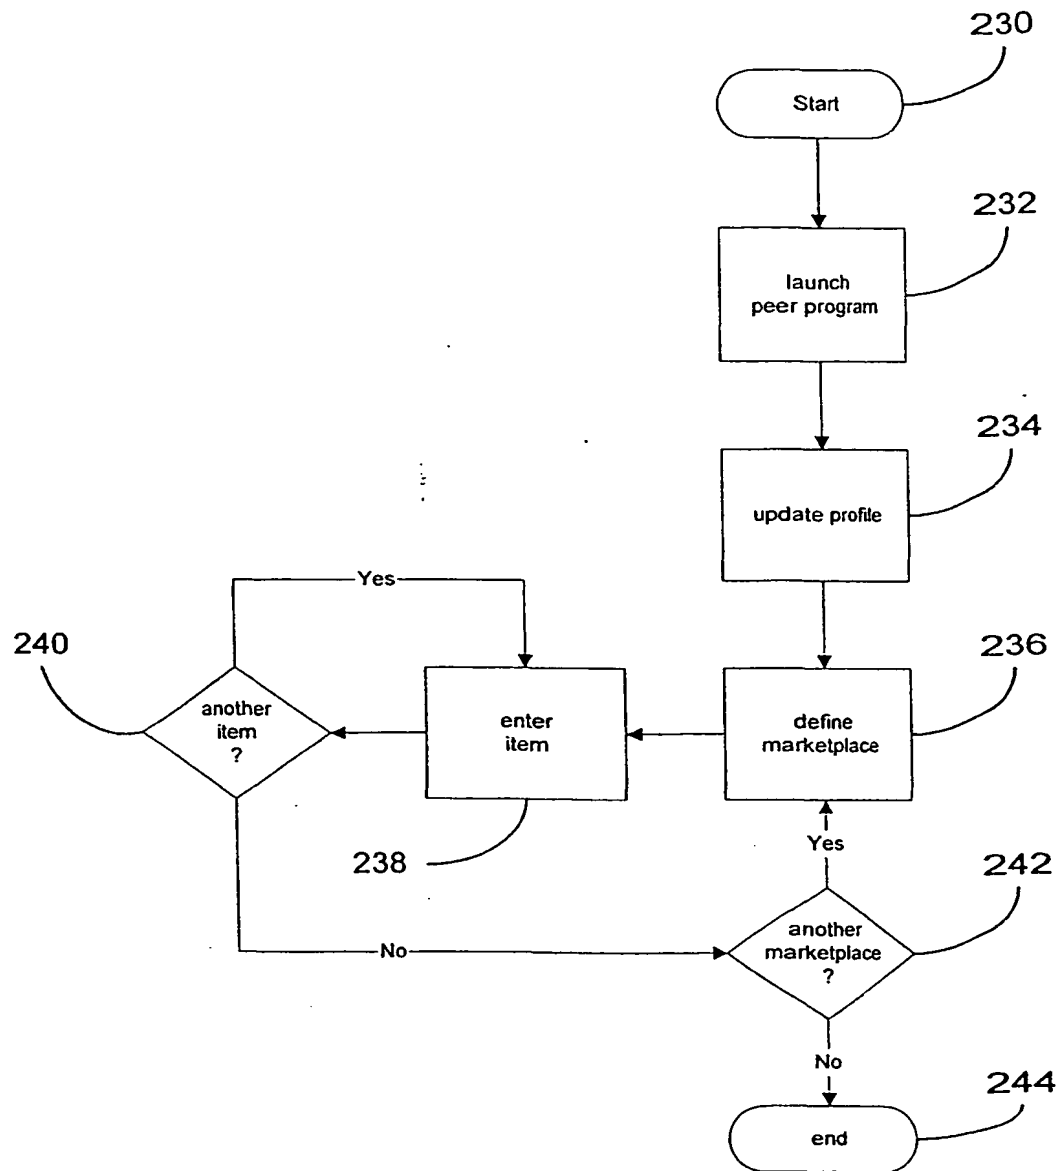 230
Start
232
launch
peer program
234
update profile
Yes
240
another
item
?
enter
item
define
marketplace
236
238
Yes
242
another
marketplace
?
No
No
244
end